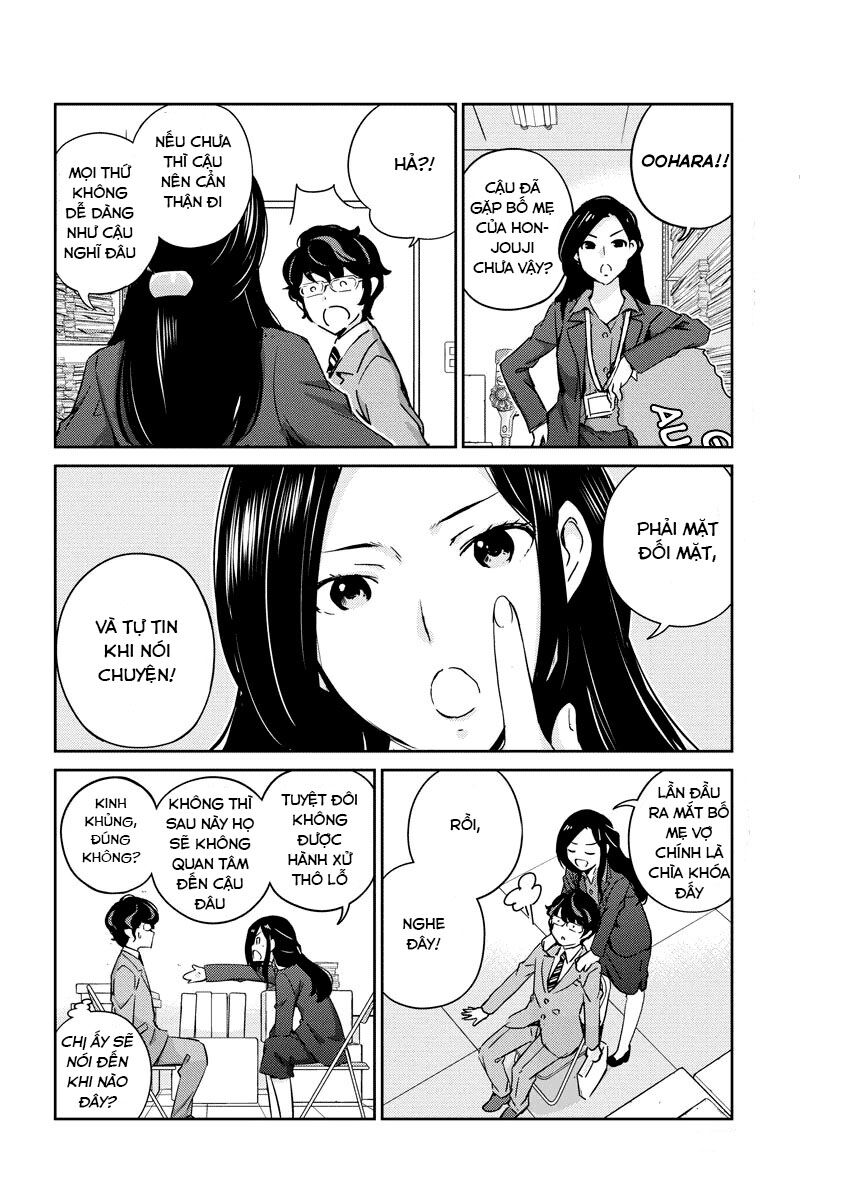 OOHARA!!
CẬU ĐÃ
GẶP BỐ MẸ
CỦA HON-
JOUJI
CHƯA VẬY?
G
AU
HẢ?!
NẾU CHƯA
THÌ CẬU
NÊN CẨN
THẬN ĐI
MỌI THỨ
KHÔNG
DỄ DÀNG
NHƯ CẬU
NGHĨ ĐÂU
PHẢI MẶT
ĐỐI MẶT,
VÀ TỰ TIN
KHI NÓI
CHUYỆN!
LẦN ĐẦU
RA MẮT BỐ
MẸ VỢ
CHÍNH LÀ
CHÌA KHÓA
ĐẤY
RỒI,
NGHE
ĐÂY!
TUYỆT ĐỐI
KHÔNG
ĐƯỢC
HÀNH XỬ
THÔ LỖ
KHÔNG THÌ
SAU NÀY HỌ
SẼ KHÔNG
QUAN TÂM
ĐẾN CẬU
ĐÂU
KINH
KHỦNG,
ĐÚNG
KHÔNG?
CHỊ ẤY SẼ
NÓI ĐẾN
KHI NÀO
ĐÂY?